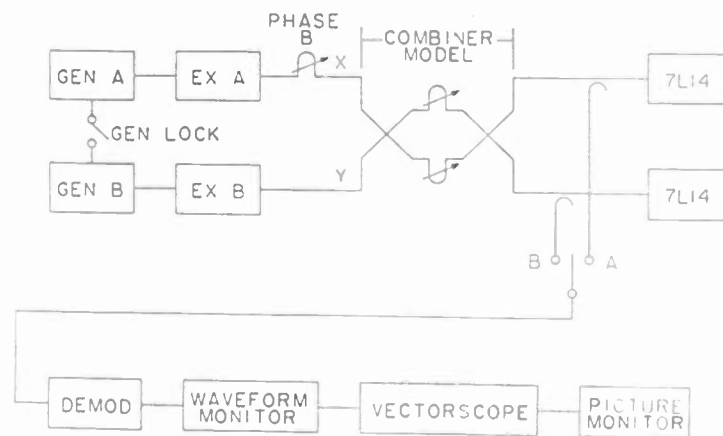 PHASE
B
COMBINER
MODEL
X
GEN A
EX A
7L14
GEN LOCK
Y
GEN B
EX B
7L14
B
A
DEMOD
WAVEFORM
MONITOR
VECTORSCOPE
PICTURE
MONITOR